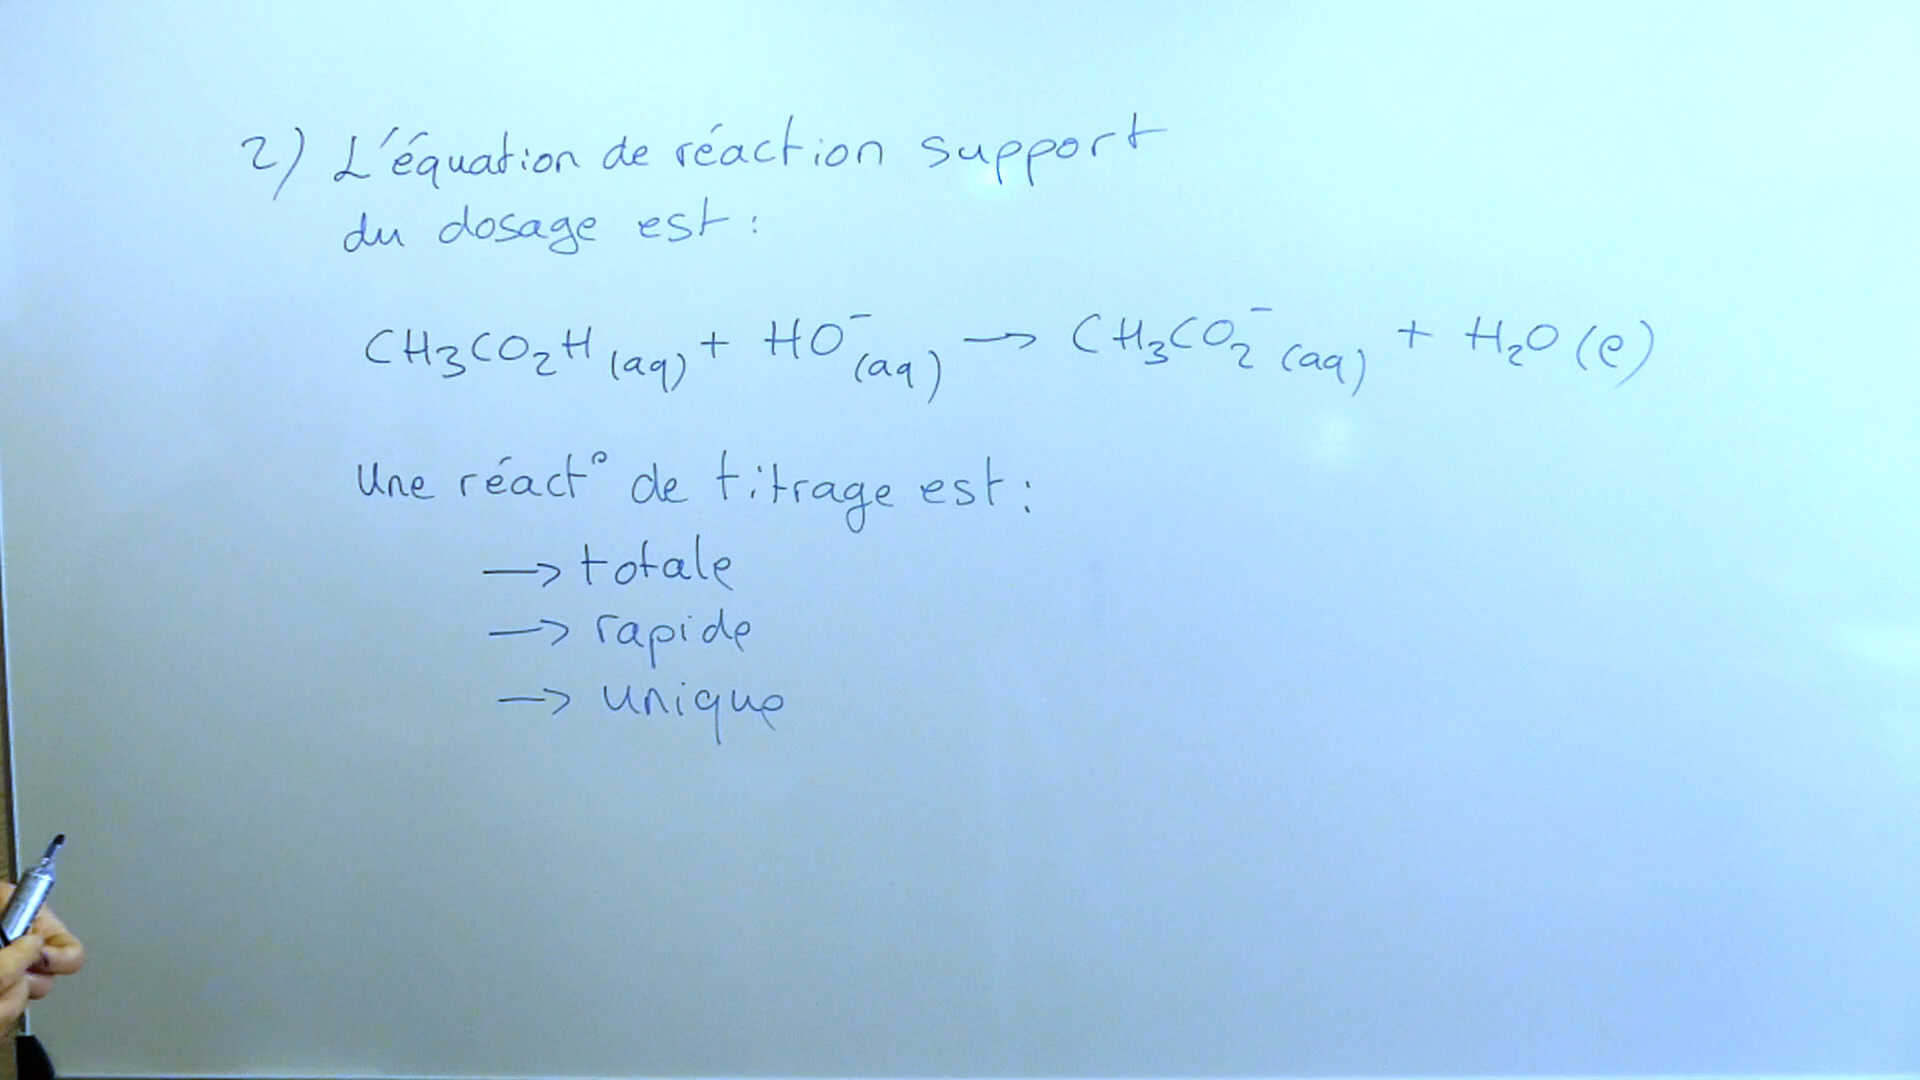 2) L'équation de réaction support
du dosage est :
CH₃CO₂H (aq) + HO⁻ (aq) → CH₃CO₂⁻ (aq) + H₂O (l)
Une réact° de titrage est :
→ totale
→ rapide
→ unique